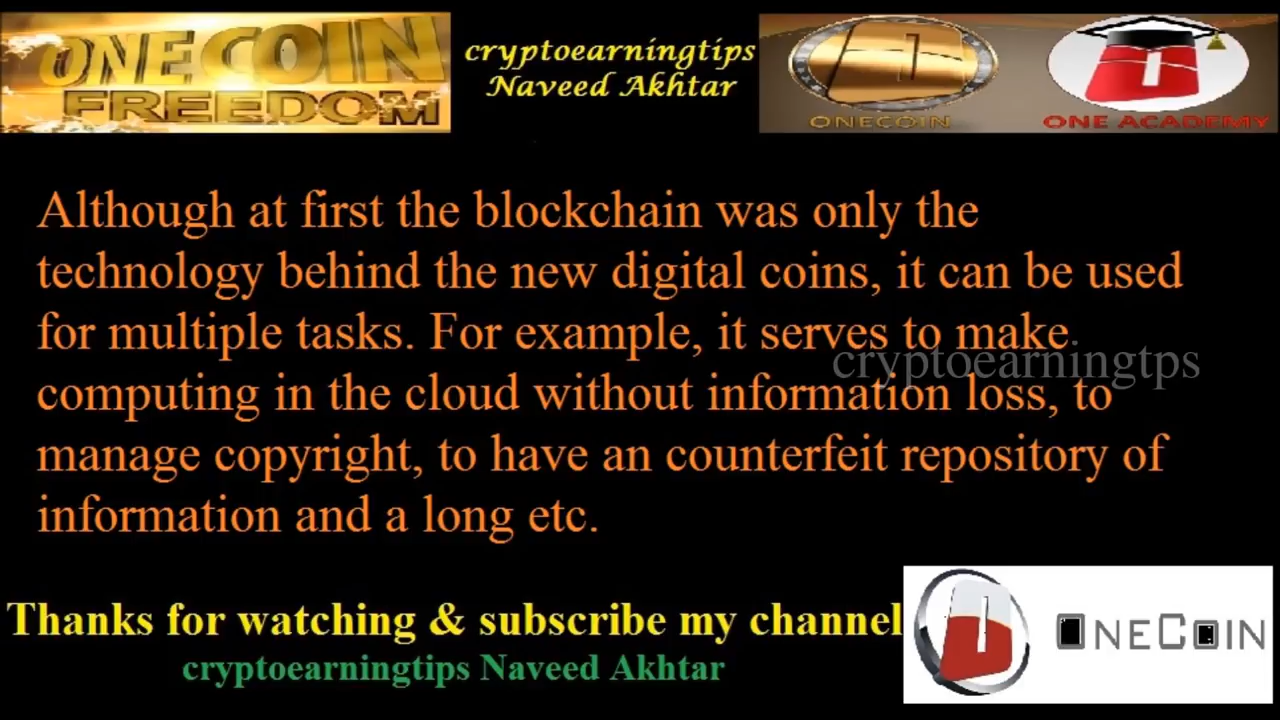 ONECOIN
FREEDOM
cryptoearningtips
Naveed Akhtar
ONECOIN
ONE ACADEMY
Although at first the blockchain was only the
technology behind the new digital coins, it can be used
for multiple tasks. For example, it serves to make
cryptoearningtps
computing in the cloud without information loss, to
manage copyright, to have an counterfeit repository of
information and a long etc.
Thanks for watching & subscribe my channel
cryptoearningtips Naveed Akhtar
ONECOIN